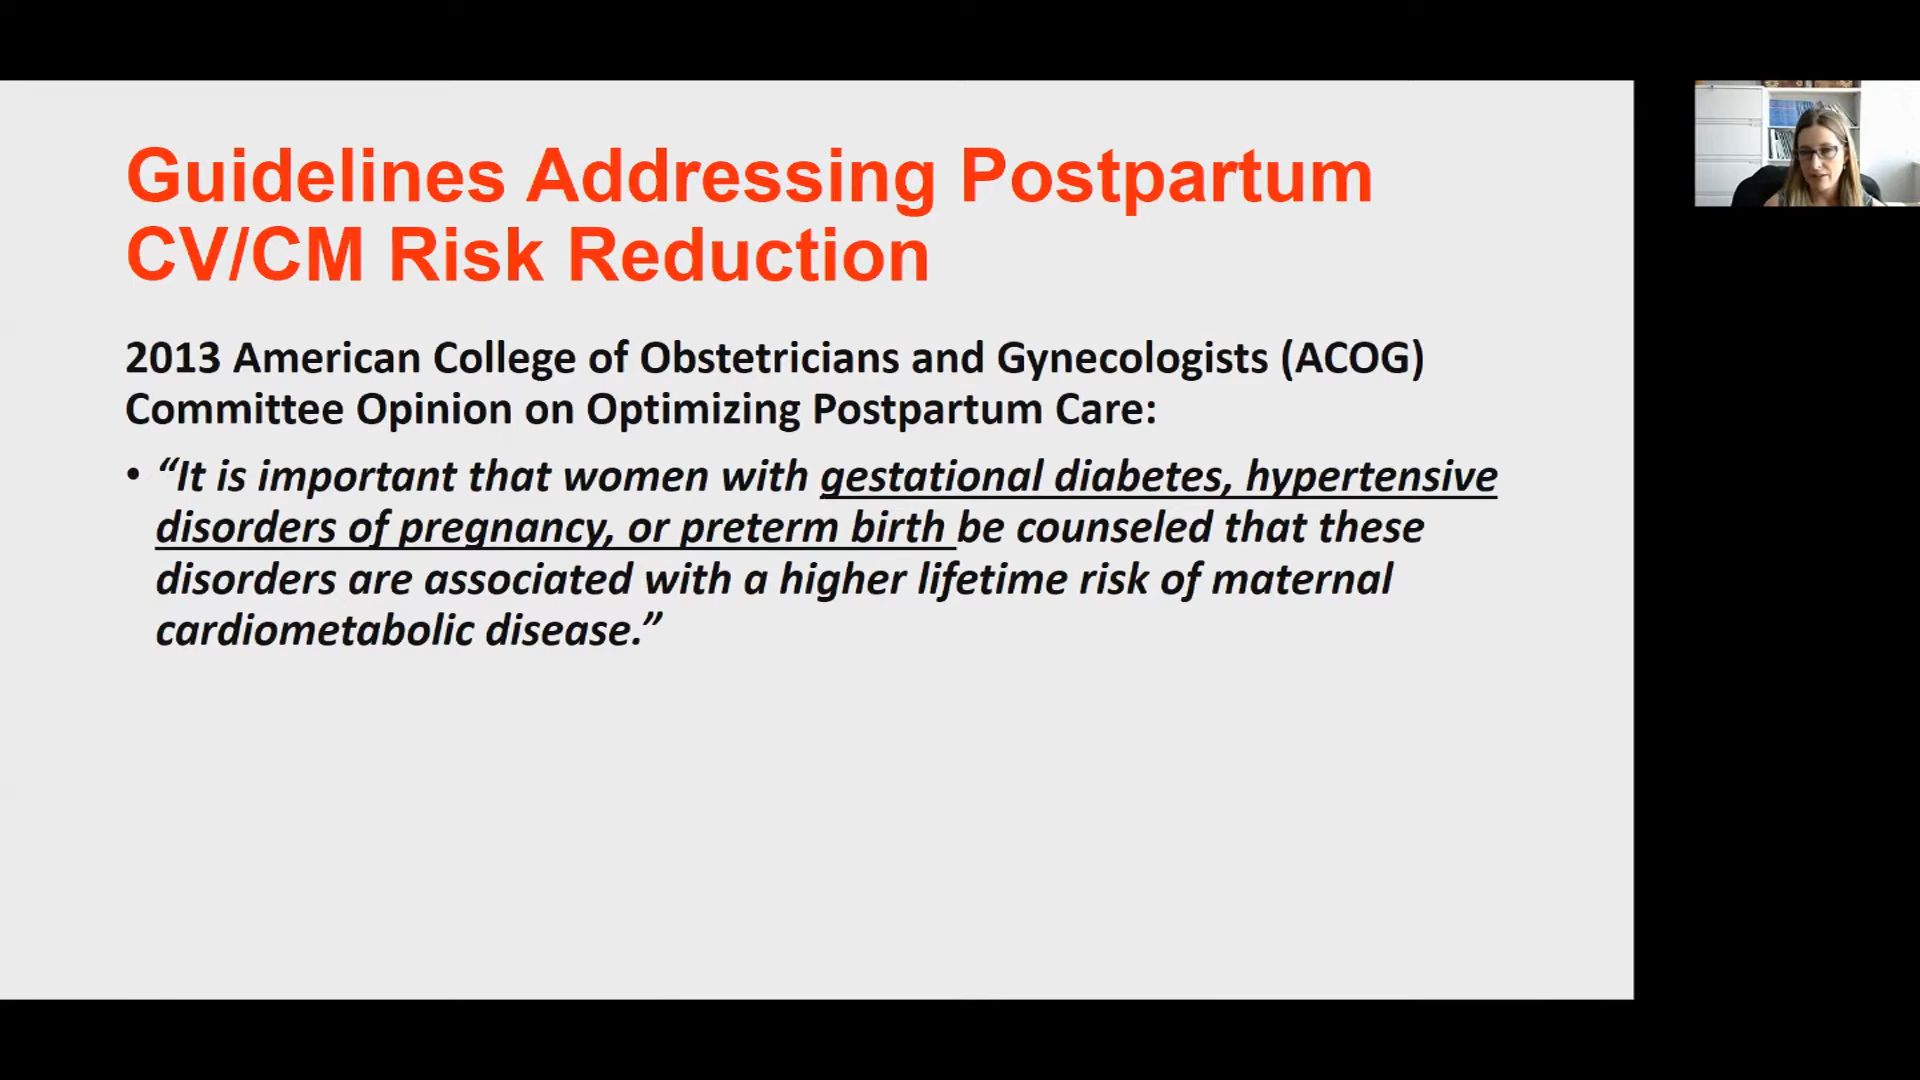 Guidelines Addressing Postpartum
CV/CM Risk Reduction
2013 American College of Obstetricians and Gynecologists (ACOG)
Committee Opinion on Optimizing Postpartum Care:
• “It is important that women with gestational diabetes, hypertensive
disorders of pregnancy, or preterm birth be counseled that these
disorders are associated with a higher lifetime risk of maternal
cardiometabolic disease.”